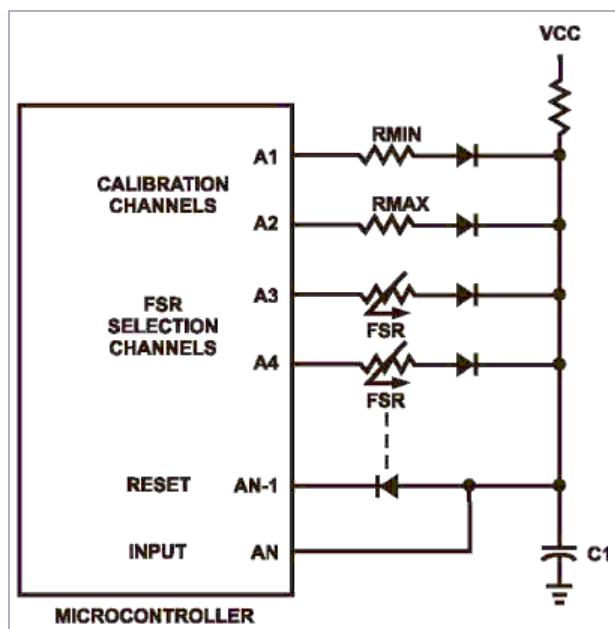 VCC
RMIN
A1
CALIBRATION
CHANNELS
RMAX
A2
A3
FSR
SELECTION
CHANNELS
FSR
A4
FSR
RESET AN-1
INPUT AN
C1
MICROCONTROLLER